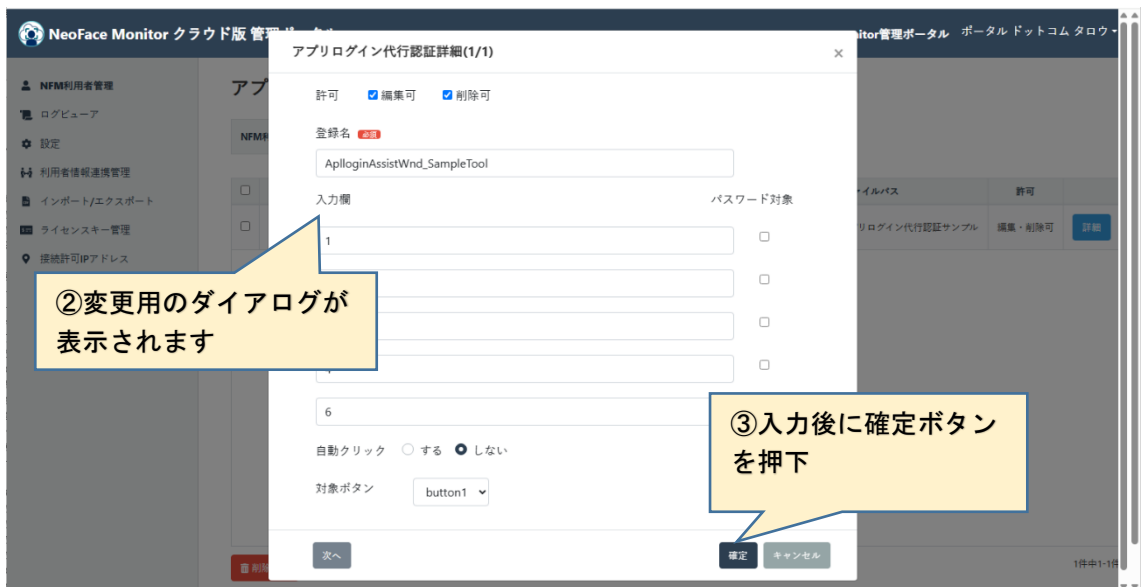 NeoFace Monitor クラウド版 管理
itor管理ポータル ポータル ドットコム タロウ
NFM利用者管理
ログビューア
設定
利用者情報連携管理
インポート/エクスポート
ライセンスキー管理
接続許可IPアドレス
アプ
NFM
アプリログイン代行認証詳細(1/1)
×
許可 編集可 削除可
登録名 必須
AplloginAssistWnd_SampleTool
入力欄 パスワード対象
1
6
自動クリック する しない
対象ボタン button1
次へ 確定 キャンセル
イルパス 許可
リログイン代行認証サンプル 編集・削除可 詳細
②変更用のダイアログが
表示されます
③入力後に確定ボタン
を押下
削除
1件中1-1件